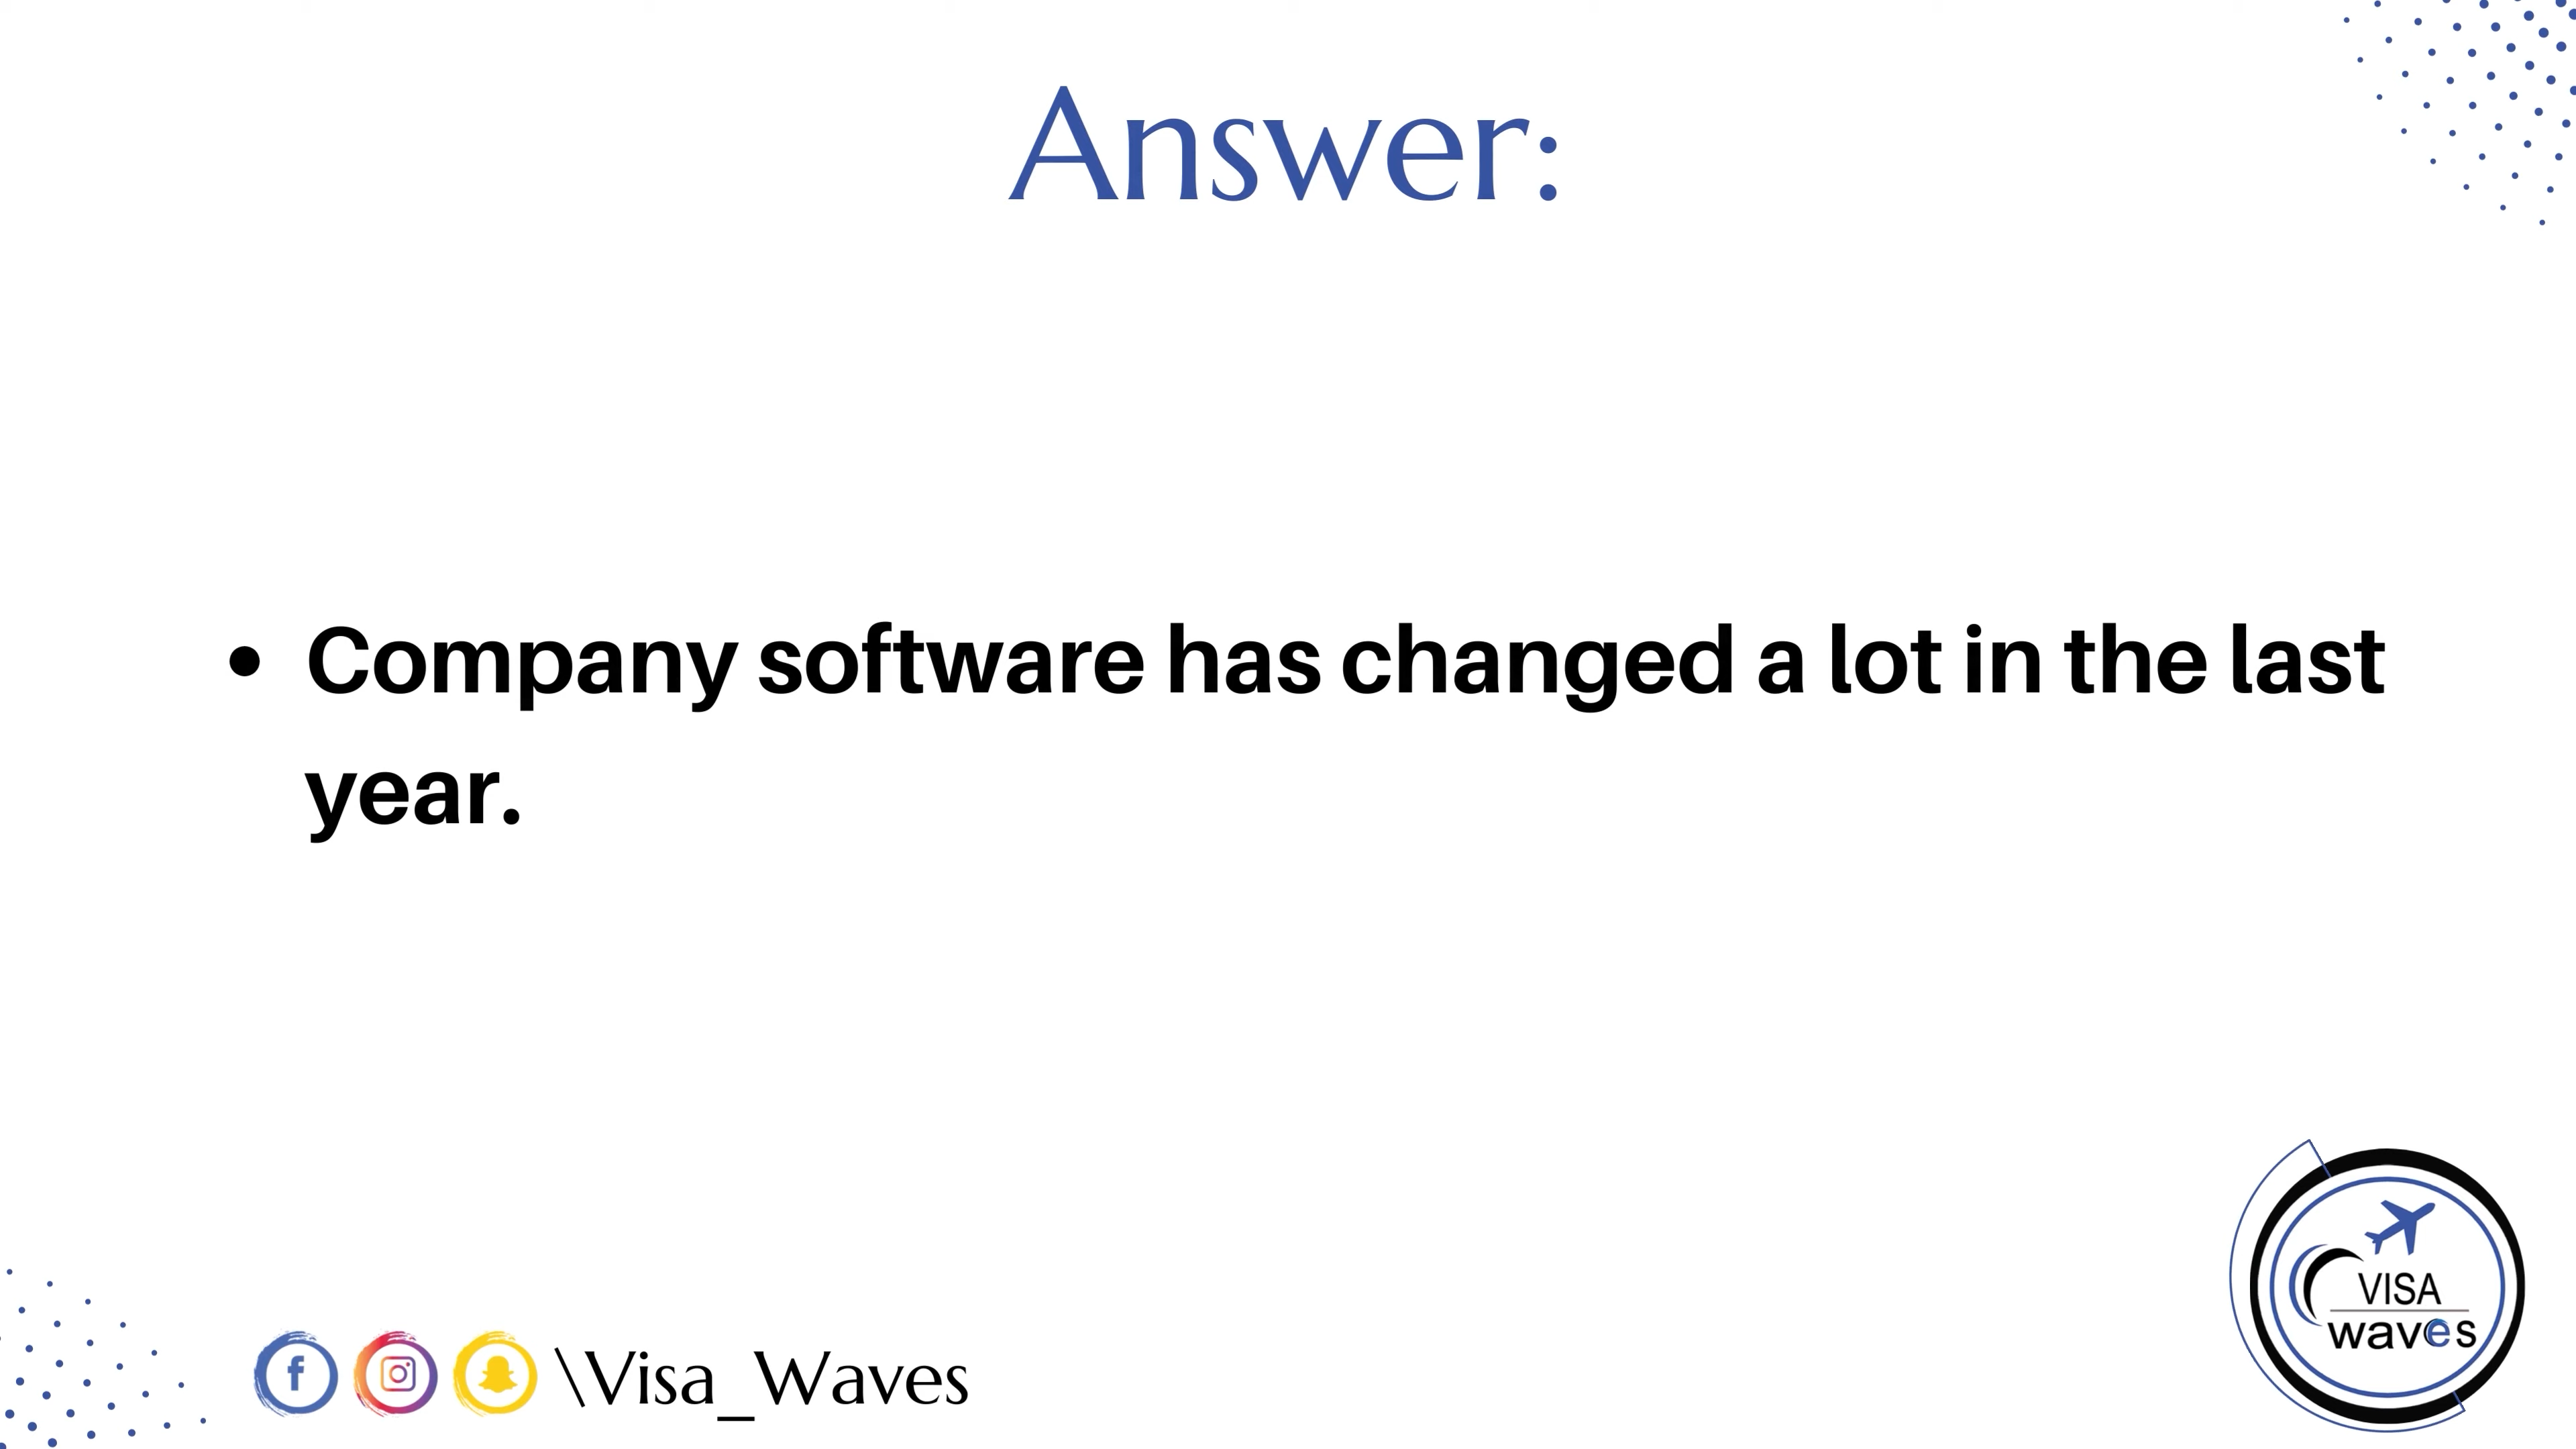 Answer:
• Company software has changed a lot in the last
year.
\Visa_Waves
VISA
waves